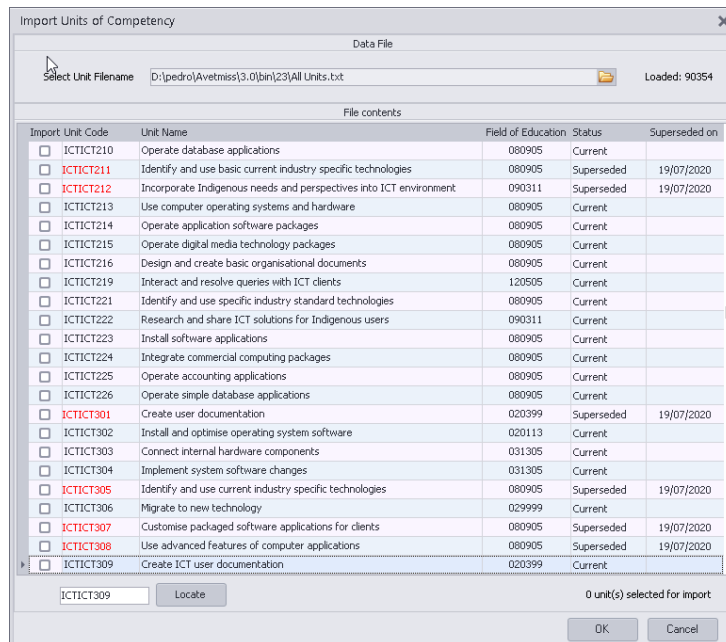 Import Units of Competency
Data File
Select Unit Filename D:\pedro\Avetmiss\3.0\bin\23\All Units.txt Loaded: 90354
File contents
Import Unit Code Unit Name Field of Education Status Superseded on
ICTICT210 Operate database applications 080905 Current
ICTICT211 Identify and use basic current industry specific technologies 080905 Superseded 19/07/2020
ICTICT212 Incorporate Indigenous needs and perspectives into ICT environment 090311 Superseded 19/07/2020
ICTICT213 Use computer operating systems and hardware 080905 Current
ICTICT214 Operate application software packages 080905 Current
ICTICT215 Operate digital media technology packages 080905 Current
ICTICT216 Design and create basic organisational documents 080905 Current
ICTICT219 Interact and resolve queries with ICT clients 120505 Current
ICTICT221 Identify and use specific industry standard technologies 080905 Current
ICTICT222 Research and share ICT solutions for Indigenous users 090311 Current
ICTICT223 Install software applications 080905 Current
ICTICT224 Integrate commercial computing packages 080905 Current
ICTICT225 Operate accounting applications 080905 Current
ICTICT226 Operate simple database applications 080905 Current
ICTICT301 Create user documentation 020399 Superseded 19/07/2020
ICTICT302 Install and optimise operating system software 020113 Current
ICTICT303 Connect internal hardware components 031305 Current
ICTICT304 Implement system software changes 031305 Current
ICTICT305 Identify and use current industry specific technologies 080905 Superseded 19/07/2020
ICTICT306 Migrate to new technology 029999 Current
ICTICT307 Customise packaged software applications for clients 080905 Superseded 19/07/2020
ICTICT308 Use advanced features of computer applications 080905 Superseded 19/07/2020
ICTICT309 Create ICT user documentation 020399 Current
ICTICT309 Locate 0 unit(s) selected for import
OK Cancel